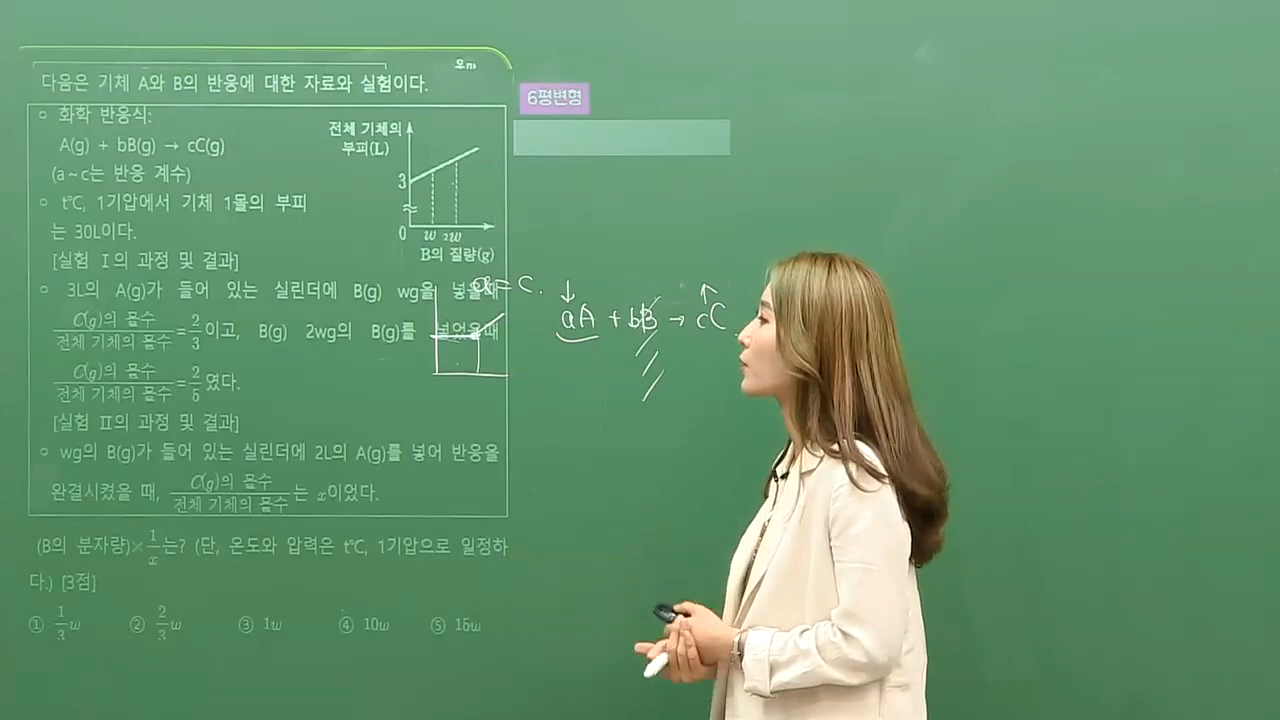 다음은 기체 A와 B의 반응에 대한 자료와 실험이다.
6평변형
○ 화학 반응식:
A(g) + bB(g) → cC(g)
(a~c는 반응 계수)
○ t℃, 1기압에서 기체 1몰의 부피
는 30L이다.
전체 기체의
부피(L)
3
0 w 2w
B의 질량(g)
[실험 Ⅰ의 과정 및 결과]
○ 3L의 A(g)가 들어 있는 실린더에 B(g) wg을 넣을때
C(g)의 몰수/전체 기체의 몰수 = 2/3 이고, B(g) 2wg의 B(g)를 넣었을때
C(g)의 몰수/전체 기체의 몰수 = 2/5 였다.
[실험 Ⅱ의 과정 및 결과]
○ wg의 B(g)가 들어 있는 실린더에 2L의 A(g)를 넣어 반응을
완결시켰을 때, C(g)의 몰수/전체 기체의 몰수 는 x이었다.
(B의 분자량)×1/x는? (단, 온도와 압력은 t℃, 1기압으로 일정하
다.) [3점]
① 1/3w ② 2/3w ③ 1w ④ 10w ⑤ 15w
a = c.
↓ ↑
aA + bB → cC